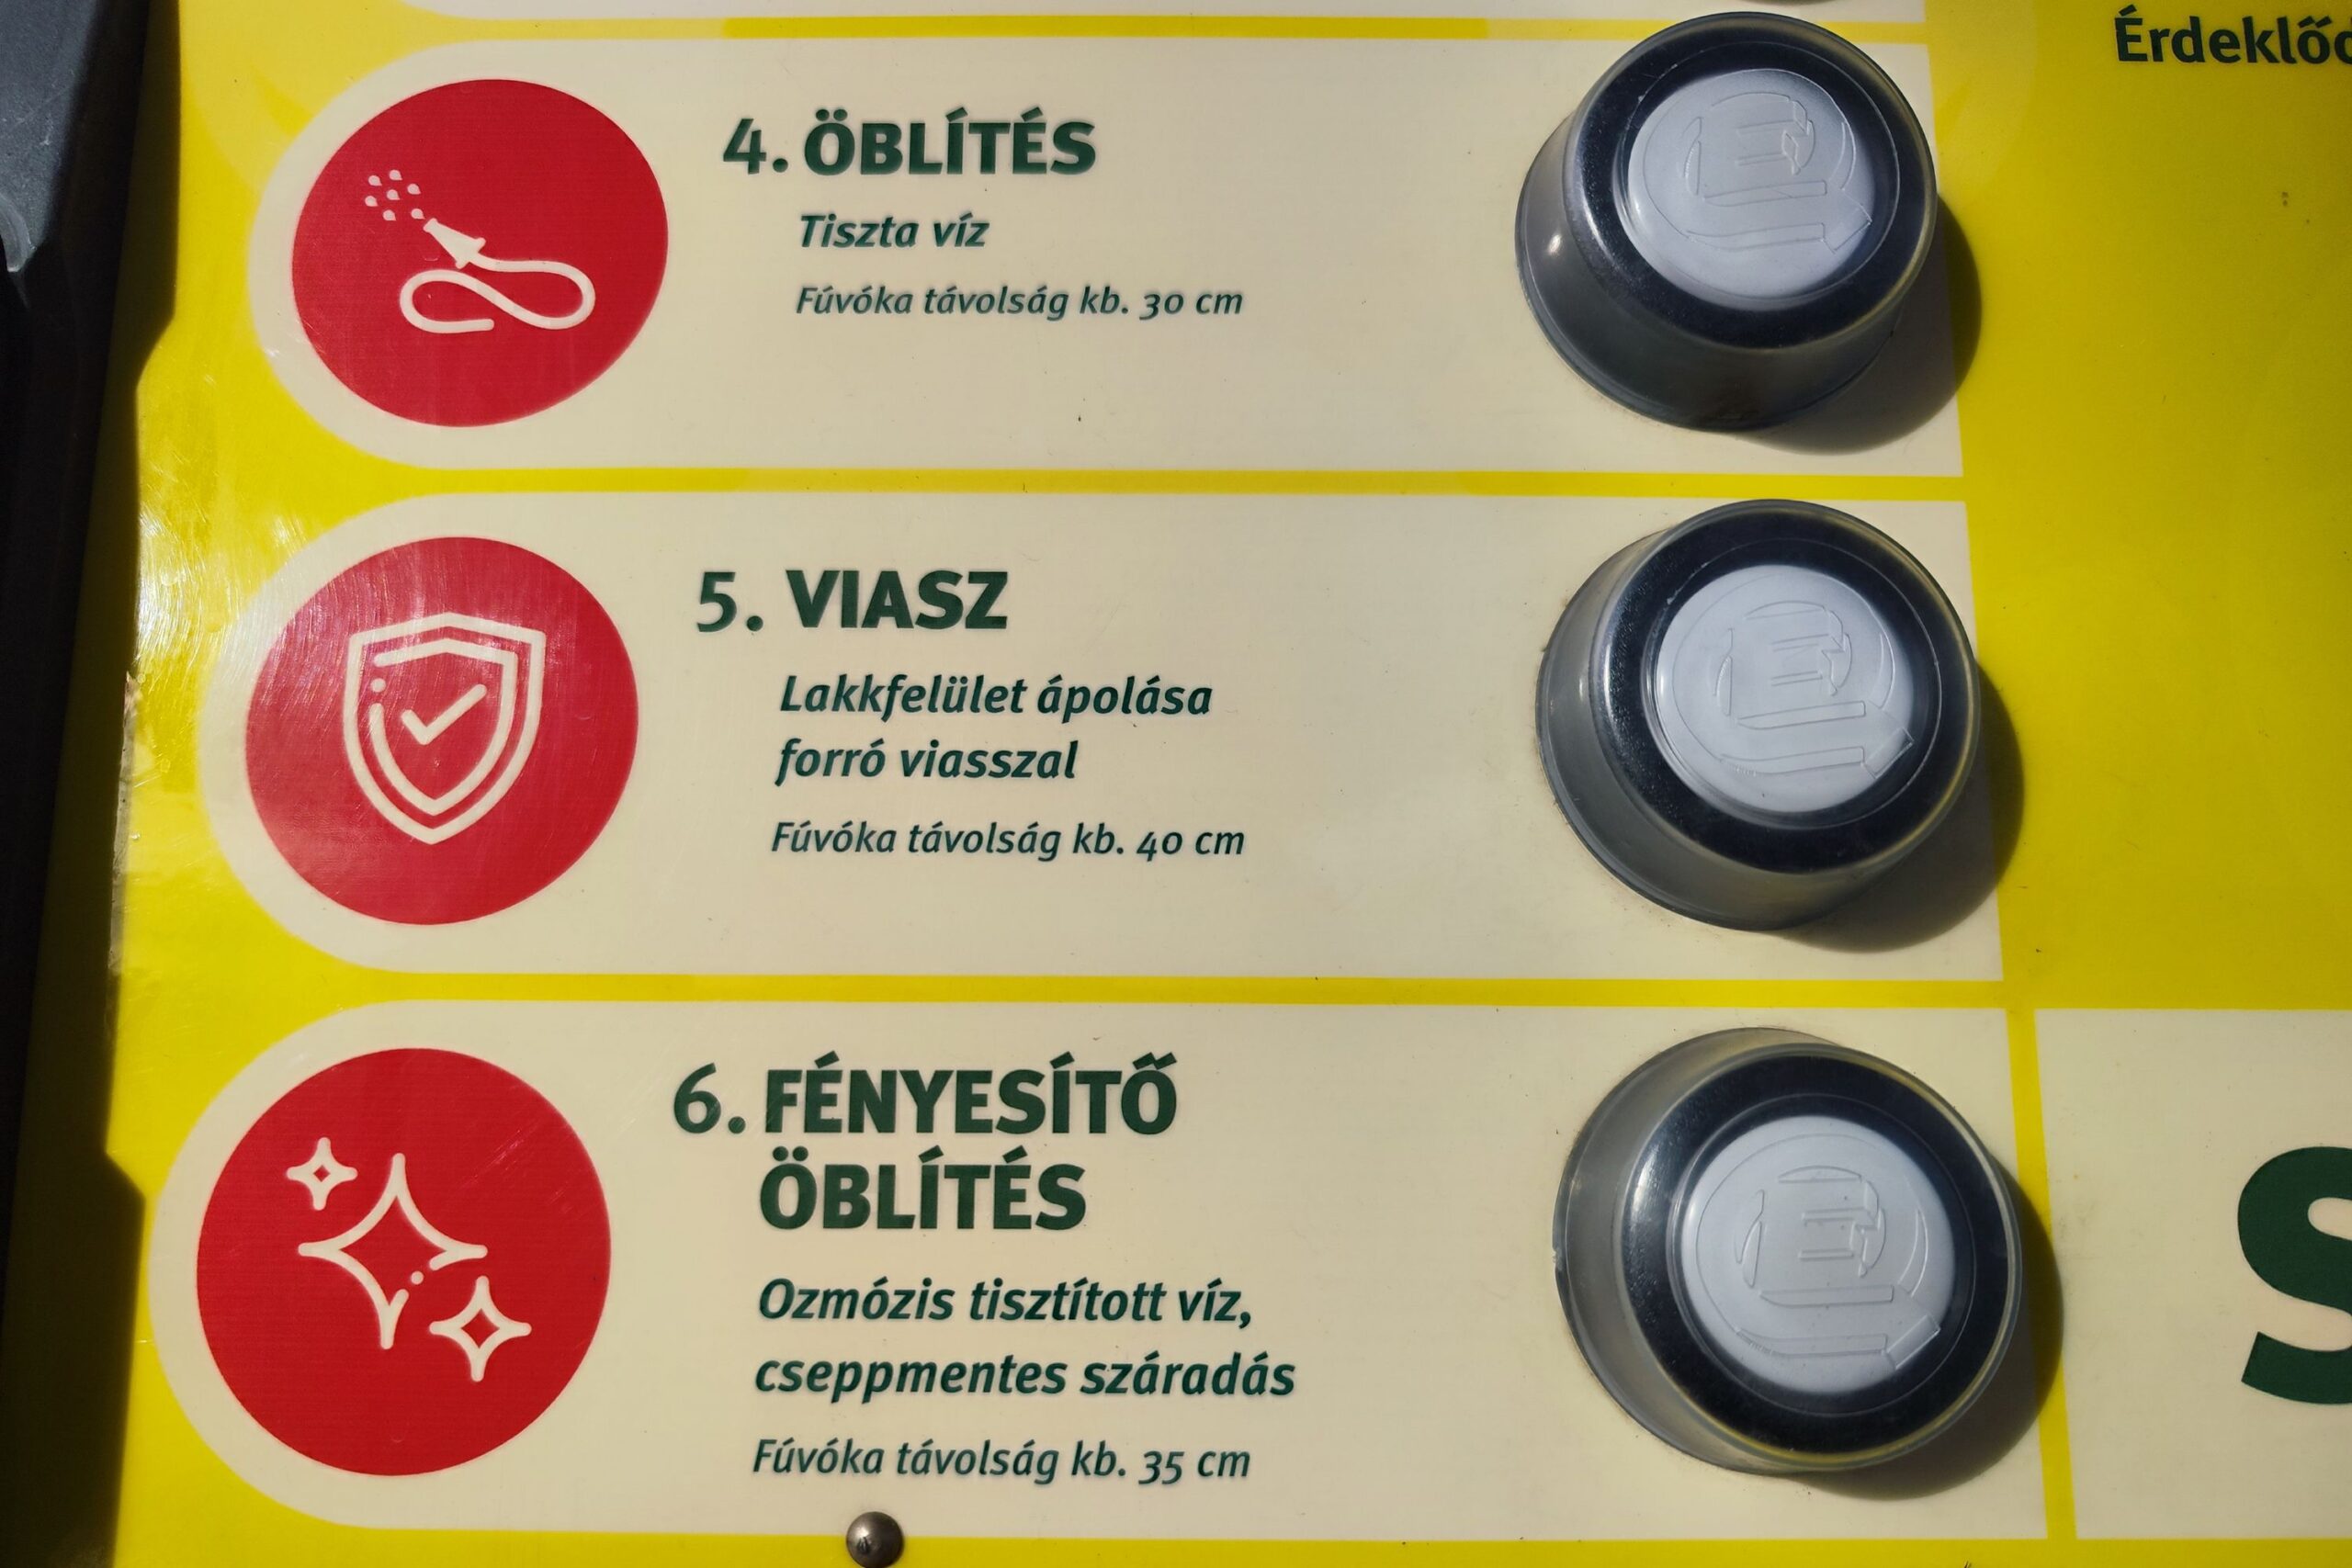 4. ÖBLÍTÉS
Tiszta víz
Fúvóka távolság kb. 30 cm
5. VIASZ
Lakkfelület ápolása
forró viasszal
Fúvóka távolság kb. 40 cm
6. FÉNYESÍTŐ
ÖBLÍTÉS
Ozmózis tisztított víz,
cseppmentes száradás
Fúvóka távolság kb. 35 cm